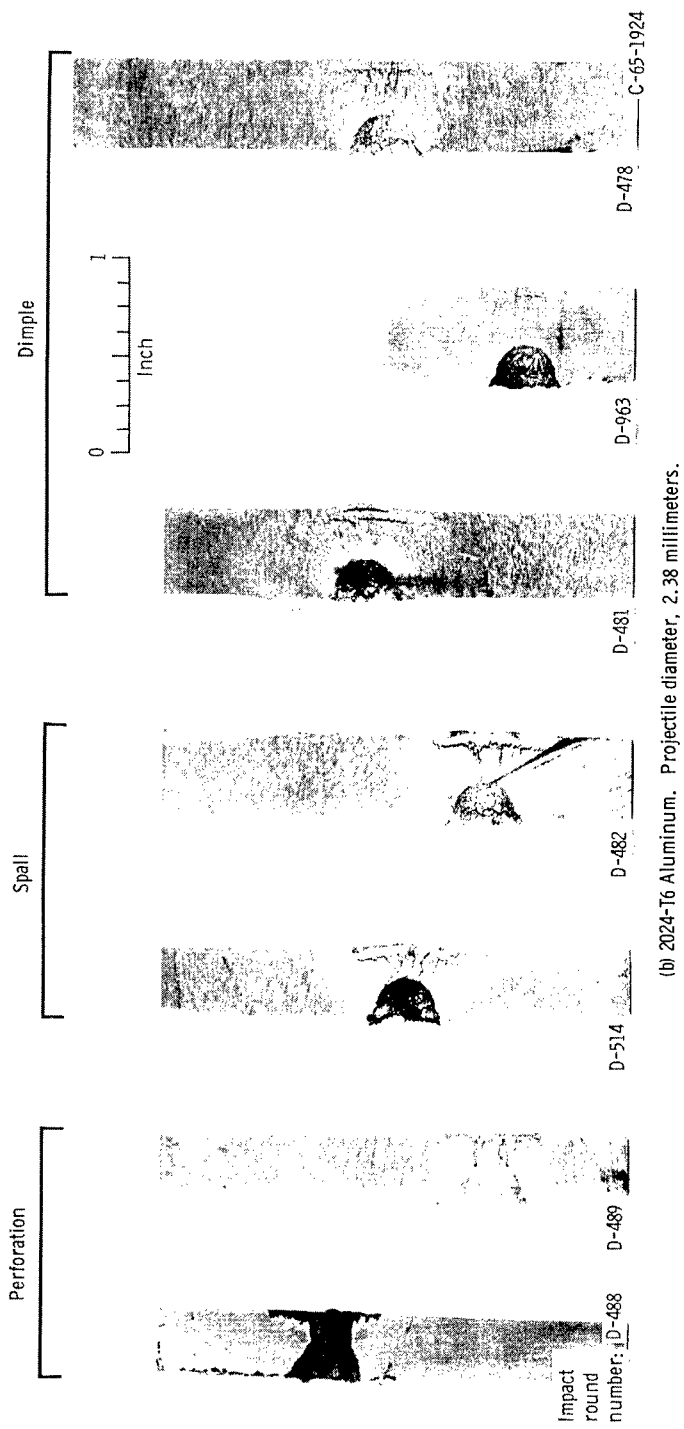 Perforation
Spall
Dimple
0 1
Inch
Impact
round
number: D-488
D-489
D-514
D-482
D-481
D-963
D-478
C-65-1924
(b) 2024-T6 Aluminum. Projectile diameter, 2.38 millimeters.